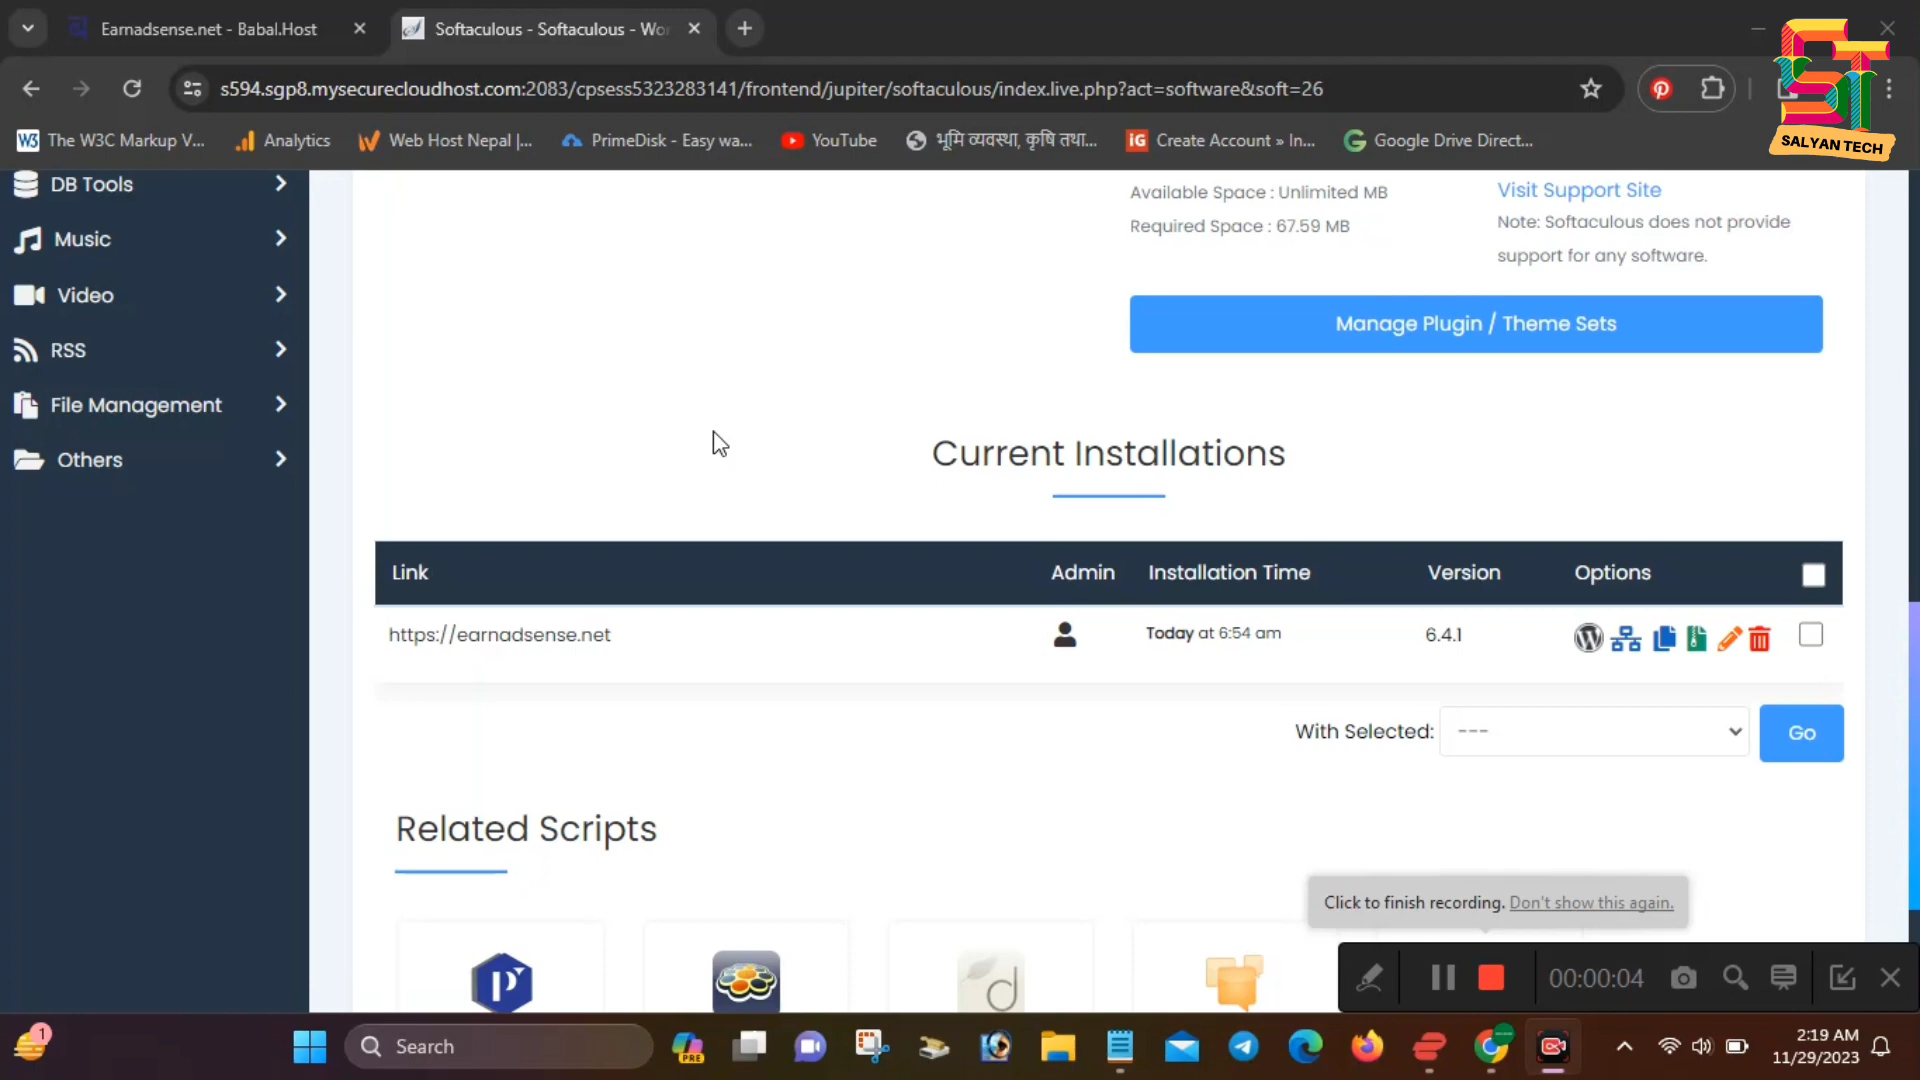 Earnadsense.net - Babal.Host
Softaculous - Softaculous - Wor
s594.sgp8.mysecurecloudhost.com:2083/cpsess5323283141/frontend/jupiter/softaculous/index.live.php?act=software&soft=26
ST
SALYAN TECH
W3 The W3C Markup V...
Analytics
Web Host Nepal |...
PrimeDisk - Easy wa...
YouTube
भूमि व्यवस्था, कृषि तथा...
iG Create Account » In...
Google Drive Direct...
DB Tools
Music
Video
RSS
File Management
Others
Available Space : Unlimited MB
Required Space : 67.59 MB
Visit Support Site
Note: Softaculous does not provide
support for any software.
Manage Plugin / Theme Sets
Current Installations
Link Admin Installation Time Version Options
https://earnadsense.net Today at 6:54 am 6.4.1
With Selected: --- Go
Related Scripts
Click to finish recording. Don't show this again.
00:00:04
1
Search
PRE
2:19 AM
11/29/2023